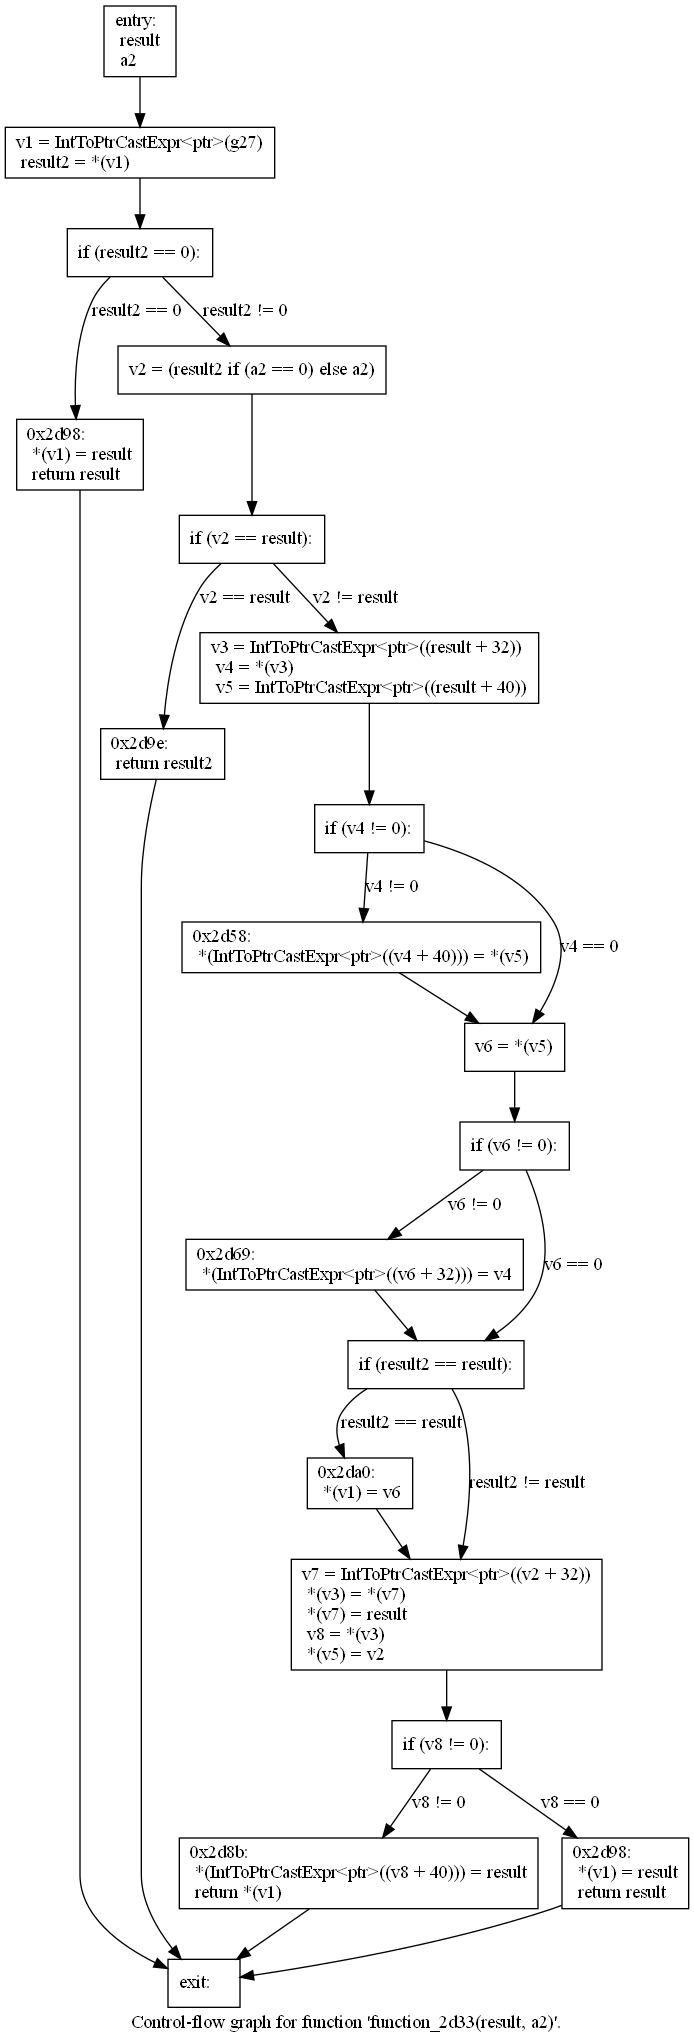 entry:
result
a2
v1 = IntToPtrCastExpr<ptr>(g27)
result2 = *(v1)
if (result2 == 0):
result2 == 0
result2 != 0
v2 = (result2 if (a2 == 0) else a2)
0x2d98:
*(v1) = result
return result
if (v2 == result):
v2 == result
v2 != result
v3 = IntToPtrCastExpr<ptr>((result + 32))
v4 = *(v3)
v5 = IntToPtrCastExpr<ptr>((result + 40))
0x2d9e:
return result2
if (v4 != 0):
v4 != 0
v4 == 0
0x2d58:
*(IntToPtrCastExpr<ptr>((v4 + 40))) = *(v5)
v6 = *(v5)
if (v6 != 0):
v6 != 0
v6 == 0
0x2d69:
*(IntToPtrCastExpr<ptr>((v6 + 32))) = v4
if (result2 == result):
result2 == result
result2 != result
0x2da0:
*(v1) = v6
v7 = IntToPtrCastExpr<ptr>((v2 + 32))
*(v3) = *(v7)
*(v7) = result
v8 = *(v3)
*(v5) = v2
if (v8 != 0):
v8 != 0
v8 == 0
0x2d8b:
*(IntToPtrCastExpr<ptr>((v8 + 40))) = result
return *(v1)
0x2d98:
*(v1) = result
return result
exit:
Control-flow graph for function 'function_2d33(result, a2)'.